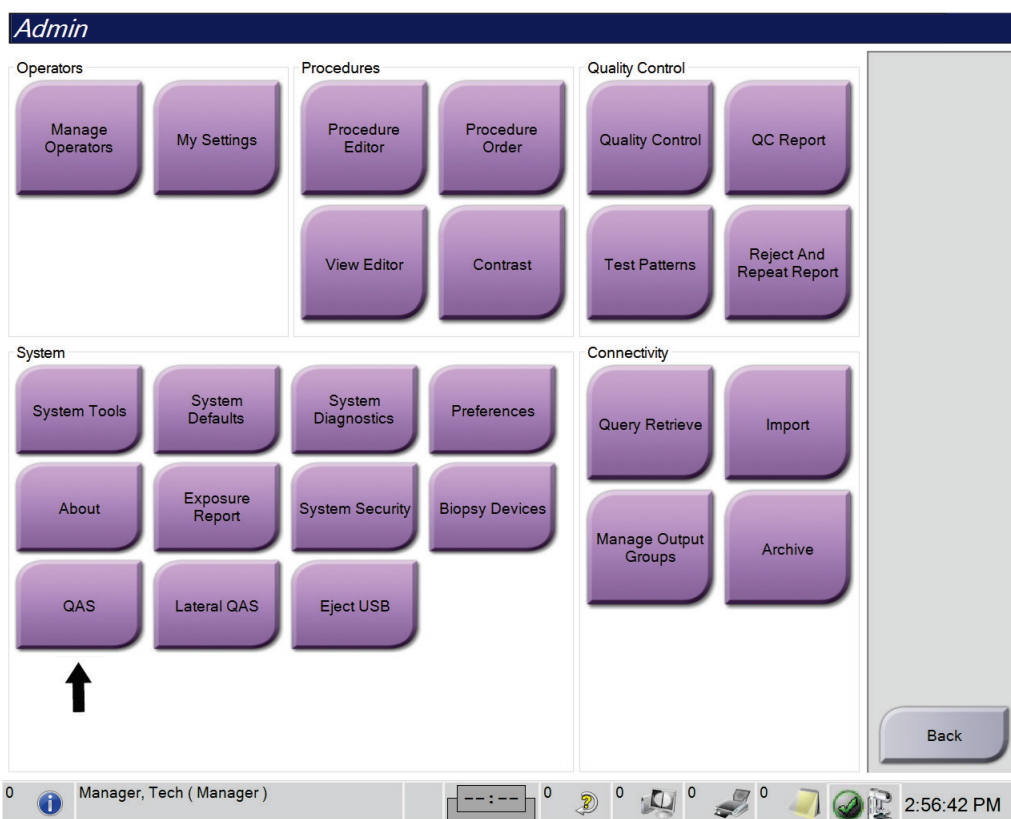 Admin
Operators
Manage
Operators
My Settings
Procedures
Procedure
Editor
Procedure
Order
View Editor
Contrast
Quality Control
Quality Control
QC Report
Test Patterns
Reject And
Repeat Report
System
System Tools
System
Defaults
System
Diagnostics
Preferences
About
Exposure
Report
System Security
Biopsy Devices
QAS
Lateral QAS
Eject USB
Connectivity
Query Retrieve
Import
Manage Output
Groups
Archive
Back
0
Manager, Tech ( Manager )
--:--
0
0
0
0
2:56:42 PM